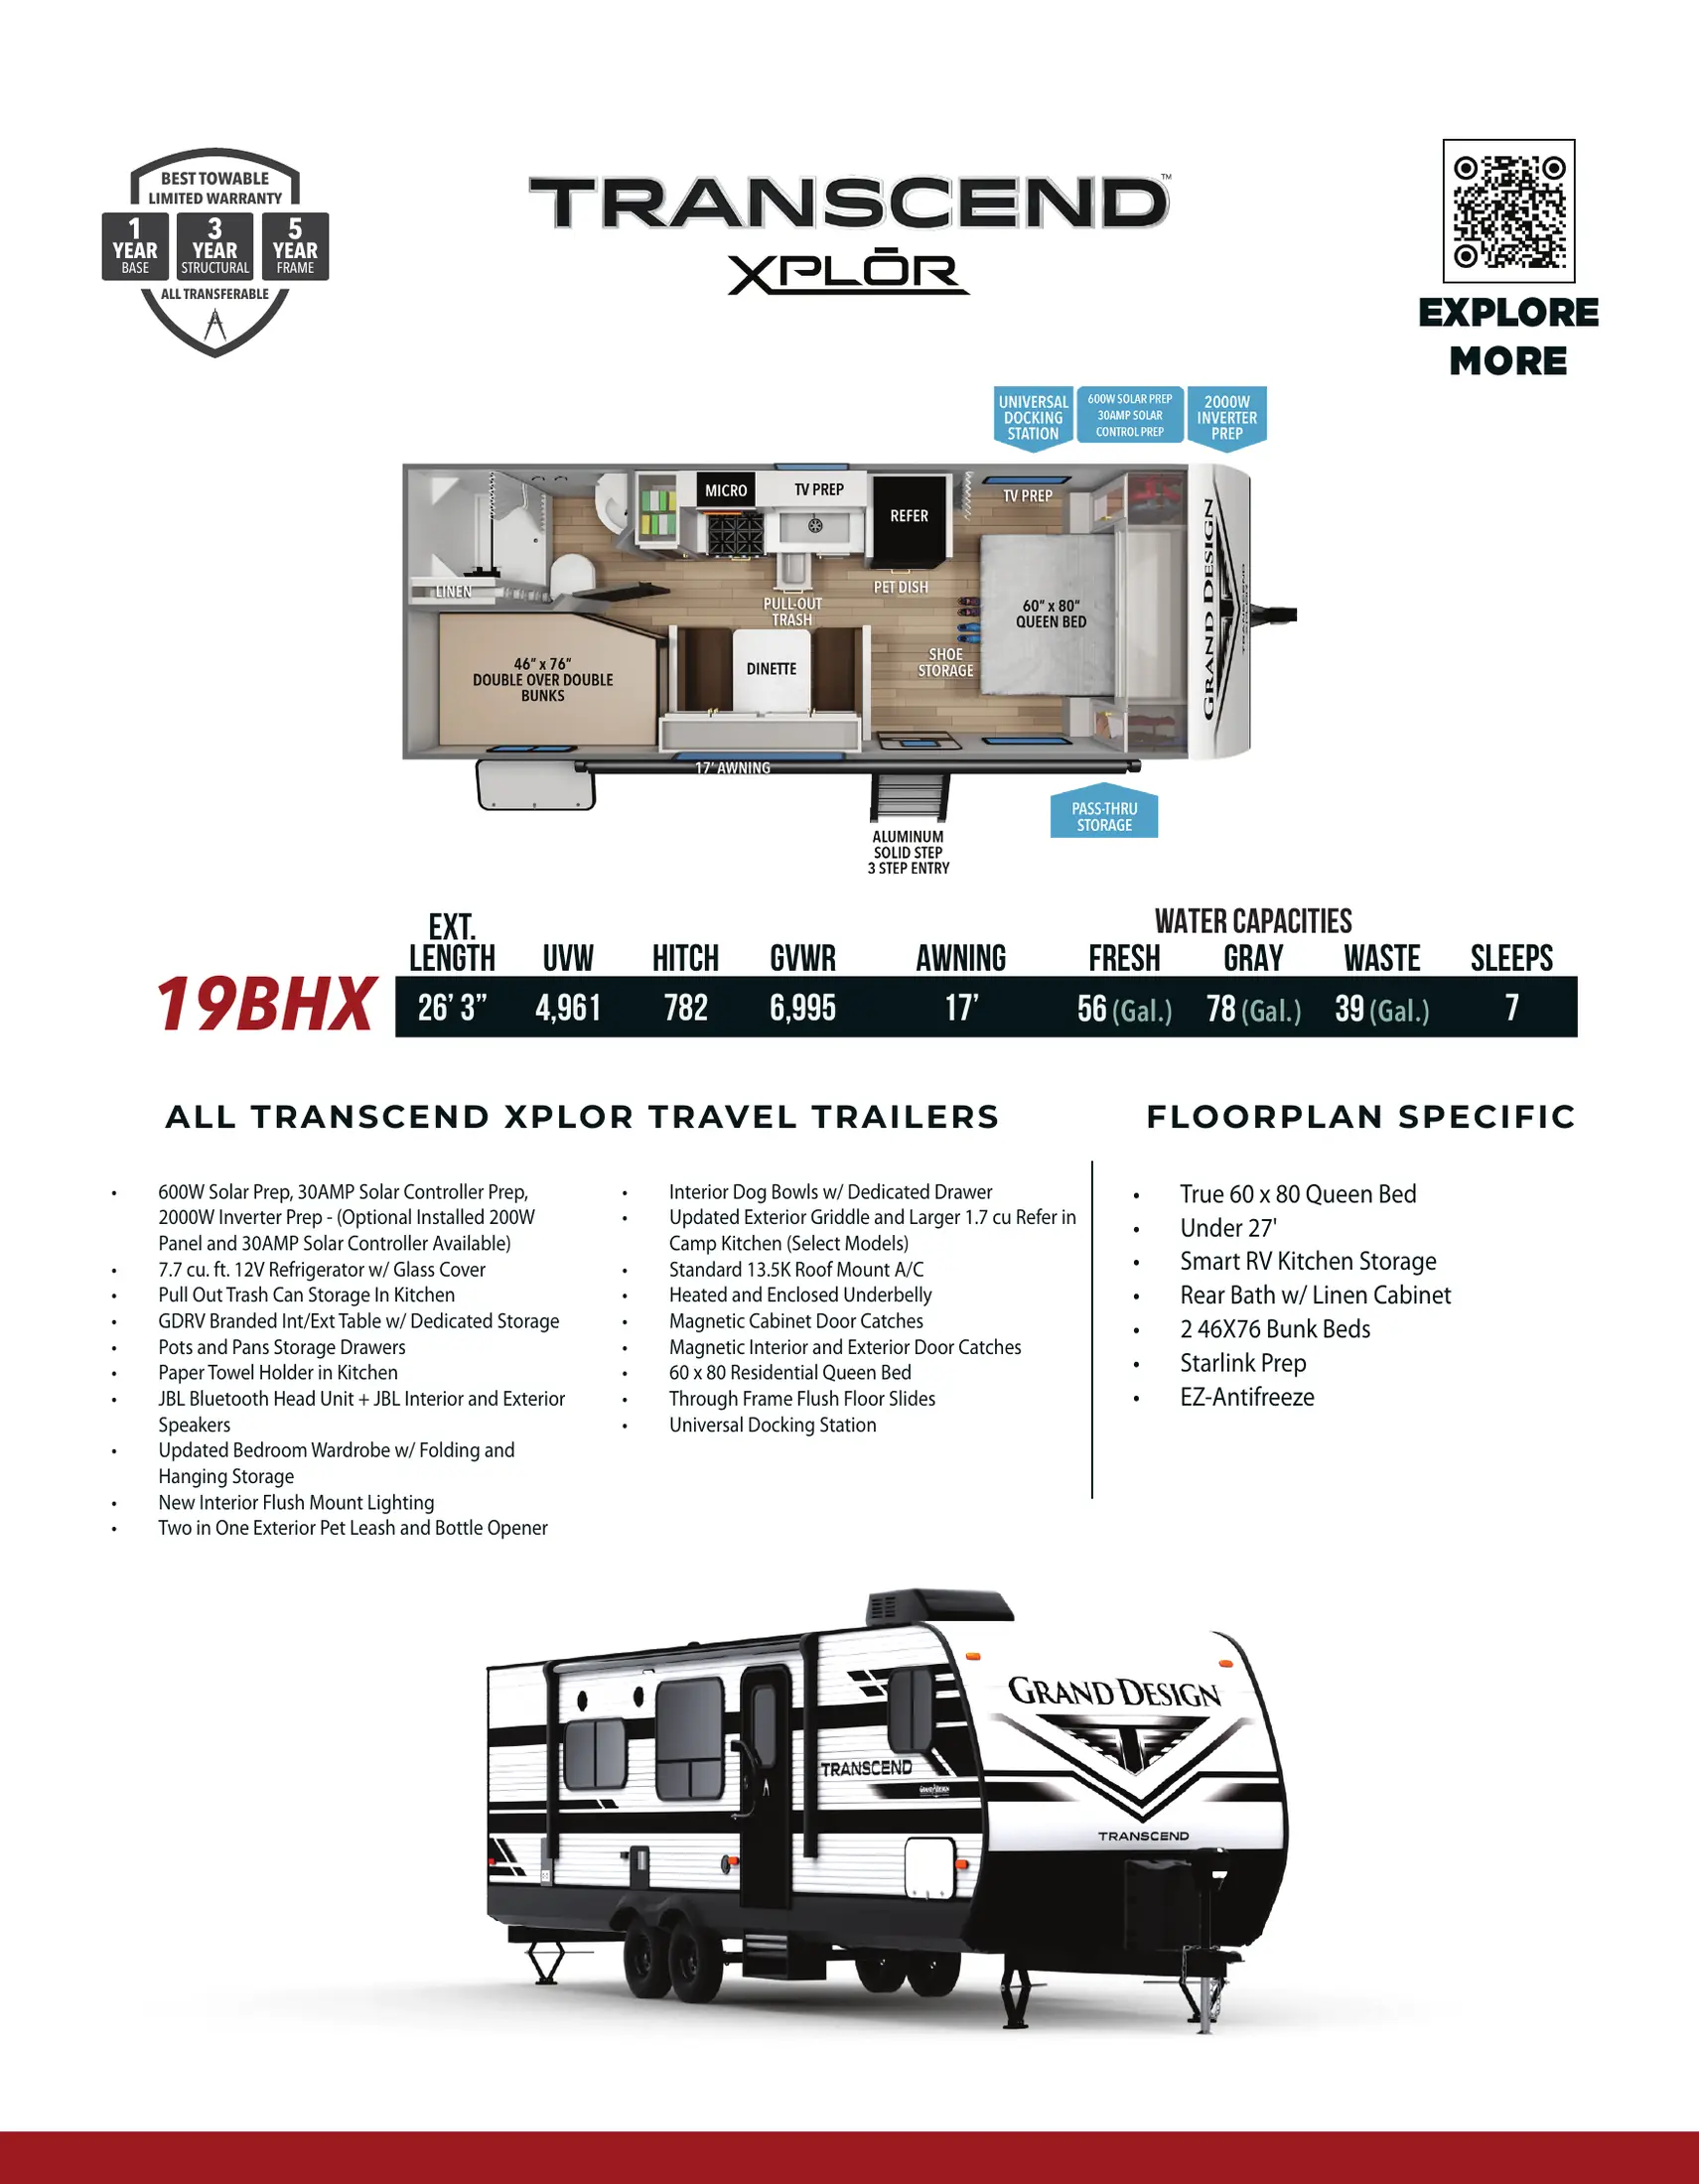 BEST TOWABLE
LIMITED WARRANTY
1 YEAR BASE
3 YEAR STRUCTURAL
5 YEAR FRAME
ALL TRANSFERABLE
TRANSCEND™
XPLŌR
EXPLORE
MORE
UNIVERSAL
DOCKING
STATION
600W SOLAR PREP
30AMP SOLAR
CONTROL PREP
2000W
INVERTER
PREP
MICRO
TV PREP
REFER
TV PREP
LINEN
PULL-OUT
TRASH
PET DISH
60" x 80"
QUEEN BED
46" x 76"
DOUBLE OVER DOUBLE
BUNKS
DINETTE
SHOE
STORAGE
GRAND DESIGN
TRANSCEND
17' AWNING
ALUMINUM
SOLID STEP
3 STEP ENTRY
PASS-THRU
STORAGE
WATER CAPACITIES
EXT.
LENGTH UVW HITCH GVWR AWNING FRESH GRAY WASTE SLEEPS
19BHX 26’ 3” 4,961 782 6,995 17’ 56 (Gal.) 78 (Gal.) 39 (Gal.) 7
ALL TRANSCEND XPLOR TRAVEL TRAILERS
• 600W Solar Prep, 30AMP Solar Controller Prep,
2000W Inverter Prep - (Optional Installed 200W
Panel and 30AMP Solar Controller Available)
• 7.7 cu. ft. 12V Refrigerator w/ Glass Cover
• Pull Out Trash Can Storage In Kitchen
• GDRV Branded Int/Ext Table w/ Dedicated Storage
• Pots and Pans Storage Drawers
• Paper Towel Holder in Kitchen
• JBL Bluetooth Head Unit + JBL Interior and Exterior
Speakers
• Updated Bedroom Wardrobe w/ Folding and
Hanging Storage
• New Interior Flush Mount Lighting
• Two in One Exterior Pet Leash and Bottle Opener
• Interior Dog Bowls w/ Dedicated Drawer
• Updated Exterior Griddle and Larger 1.7 cu Refer in
Camp Kitchen (Select Models)
• Standard 13.5K Roof Mount A/C
• Heated and Enclosed Underbelly
• Magnetic Cabinet Door Catches
• Magnetic Interior and Exterior Door Catches
• 60 x 80 Residential Queen Bed
• Through Frame Flush Floor Slides
• Universal Docking Station
FLOORPLAN SPECIFIC
• True 60 x 80 Queen Bed
• Under 27'
• Smart RV Kitchen Storage
• Rear Bath w/ Linen Cabinet
• 2 46X76 Bunk Beds
• Starlink Prep
• EZ-Antifreeze
GRAND DESIGN
TRANSCEND
GRAND DESIGN
TRANSCEND